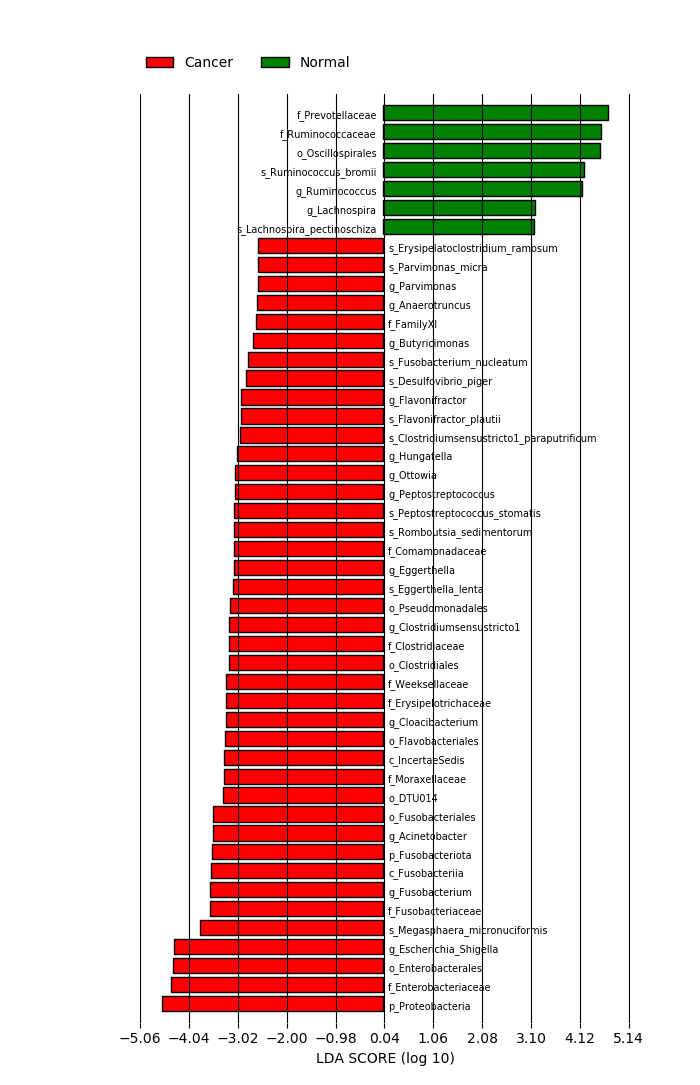 Cancer Normal
f_Prevotellaceae
f_Ruminococcaceae
o_Oscillospirales
s_Ruminococcus_bromii
g_Ruminococcus
g_Lachnospira
s_Lachnospira_pectinoschiza
s_Erysipelatoclostridium_ramosum
s_Parvimonas_micra
g_Parvimonas
g_Anaerotruncus
f_FamilyXI
g_Butyricimonas
s_Fusobacterium_nucleatum
s_Desulfovibrio_piger
g_Flavonifractor
s_Flavonifractor_plautii
s_Clostridiumsensustricto1_paraputrificum
g_Hungatella
g_Ottowia
g_Peptostreptococcus
s_Peptostreptococcus_stomatis
s_Romboutsia_sedimentorum
f_Comamonadaceae
g_Eggerthella
s_Eggerthella_lenta
o_Pseudomonadales
g_Clostridiumsensustricto1
f_Clostridiaceae
o_Clostridiales
f_Weeksellaceae
f_Erysipelotrichaceae
g_Cloacibacterium
o_Flavobacteriales
c_IncertaeSedis
f_Moraxellaceae
o_DTU014
o_Fusobacteriales
g_Acinetobacter
p_Fusobacteriota
c_Fusobacteriia
g_Fusobacterium
f_Fusobacteriaceae
s_Megasphaera_micronuciformis
g_Escherichia_Shigella
o_Enterobacterales
f_Enterobacteriaceae
p_Proteobacteria
−5.06 −4.04 −3.02 −2.00 −0.98 0.04 1.06 2.08 3.10 4.12 5.14
LDA SCORE (log 10)